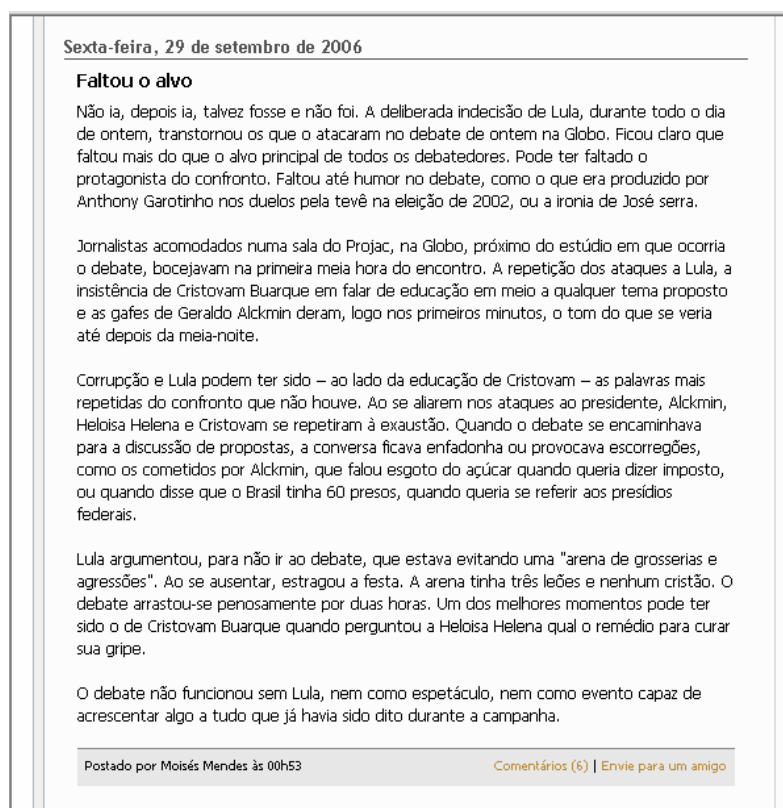 Sexta-feira, 29 de setembro de 2006
Faltou o alvo
Não ia, depois ia, talvez fosse e não foi. A deliberada indecisão de Lula, durante todo o dia
de ontem, transtornou os que o atacaram no debate de ontem na Globo. Ficou claro que
faltou mais do que o alvo principal de todos os debatedores. Pode ter faltado o
protagonista do confronto. Faltou até humor no debate, como o que era produzido por
Anthony Garotinho nos duelos pela tevê na eleição de 2002, ou a ironia de José serra.
Jornalistas acomodados numa sala do Projac, na Globo, próximo do estúdio em que ocorria
o debate, bocejavam na primeira meia hora do encontro. A repetição dos ataques a Lula, a
insistência de Cristovam Buarque em falar de educação em meio a qualquer tema proposto
e as gafes de Geraldo Alckmin deram, logo nos primeiros minutos, o tom do que se veria
até depois da meia-noite.
Corrupção e Lula podem ter sido – ao lado da educação de Cristovam – as palavras mais
repetidas do confronto que não houve. Ao se aliarem nos ataques ao presidente, Alckmin,
Heloisa Helena e Cristovam se repetiram à exaustão. Quando o debate se encaminhava
para a discussão de propostas, a conversa ficava enfadonha ou provocava escorregões,
como os cometidos por Alckmin, que falou esgoto do açúcar quando queria dizer imposto,
ou quando disse que o Brasil tinha 60 presos, quando queria se referir aos presídios
federais.
Lula argumentou, para não ir ao debate, que estava evitando uma "arena de grosserias e
agressões". Ao se ausentar, estragou a festa. A arena tinha três leões e nenhum cristão. O
debate arrastou-se penosamente por duas horas. Um dos melhores momentos pode ter
sido o de Cristovam Buarque quando perguntou a Heloisa Helena qual o remédio para curar
sua gripe.
O debate não funcionou sem Lula, nem como espetáculo, nem como evento capaz de
acrescentar algo a tudo que já havia sido dito durante a campanha.
Postado por Moisés Mendes às 00h53 Comentários (6) | Envie para um amigo